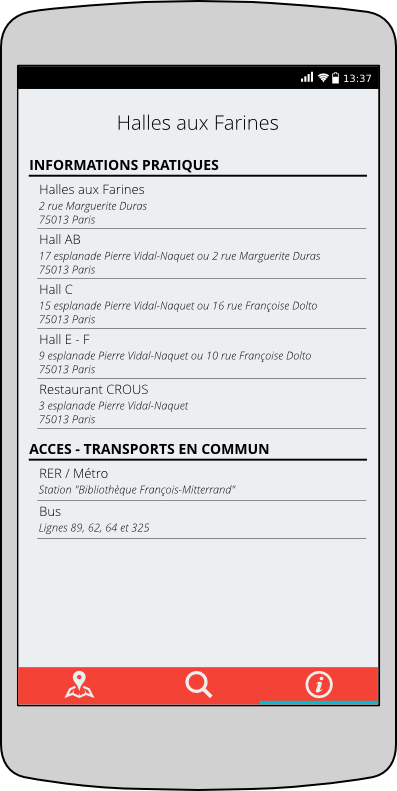 13:37
Halles aux Farines
INFORMATIONS PRATIQUES
Halles aux Farines
2 rue Marguerite Duras
75013 Paris
Hall AB
17 esplanade Pierre Vidal-Naquet ou 2 rue Marguerite Duras
75013 Paris
Hall C
15 esplanade Pierre Vidal-Naquet ou 16 rue Françoise Dolto
75013 Paris
Hall E - F
9 esplanade Pierre Vidal-Naquet ou 10 rue Françoise Dolto
75013 Paris
Restaurant CROUS
3 esplanade Pierre Vidal-Naquet
75013 Paris
ACCES - TRANSPORTS EN COMMUN
RER / Métro
Station "Bibliothèque François-Mitterrand"
Bus
Lignes 89, 62, 64 et 325